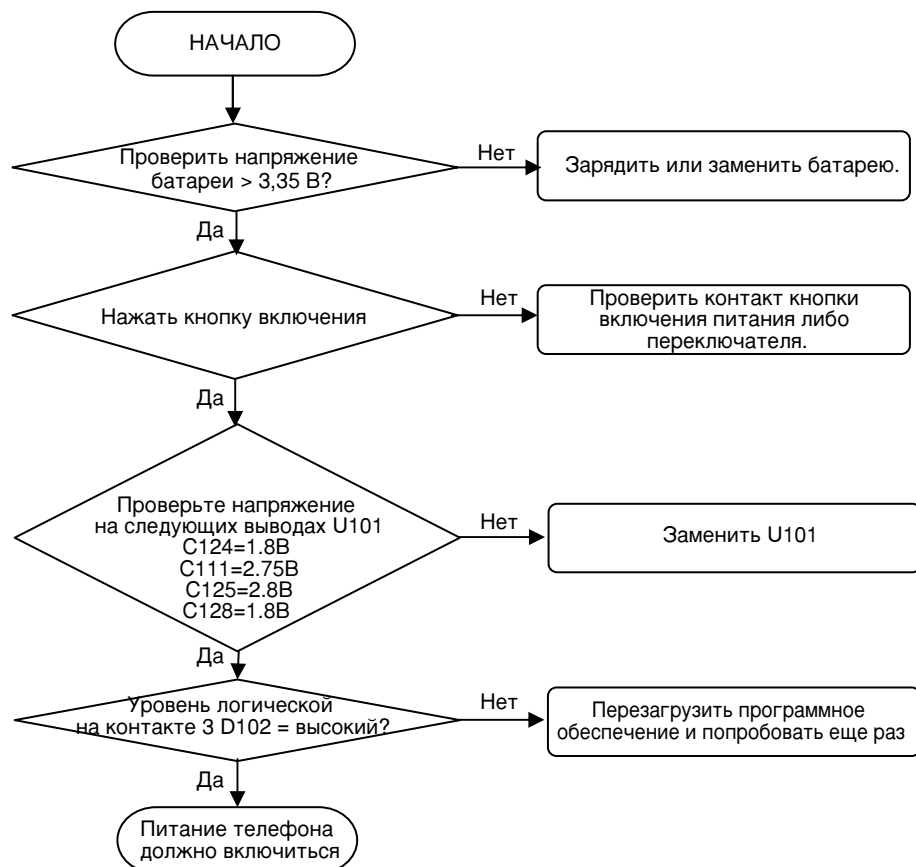 НАЧАЛО
Проверить напряжение
батареи > 3,35 В?
Нет
Зарядить или заменить батарею.
Да
Нажать кнопку включения
Нет
Проверить контакт кнопки
включения питания либо
переключателя.
Да
Проверьте напряжение
на следующих выводах U101
C124=1.8В
C111=2.75В
C125=2.8В
C128=1.8В
Нет
Заменить U101
Да
Уровень логической
на контакте 3 D102 = высокий?
Нет
Перезагрузить программное
обеспечение и попробовать еще раз
Да
Питание телефона
должно включиться